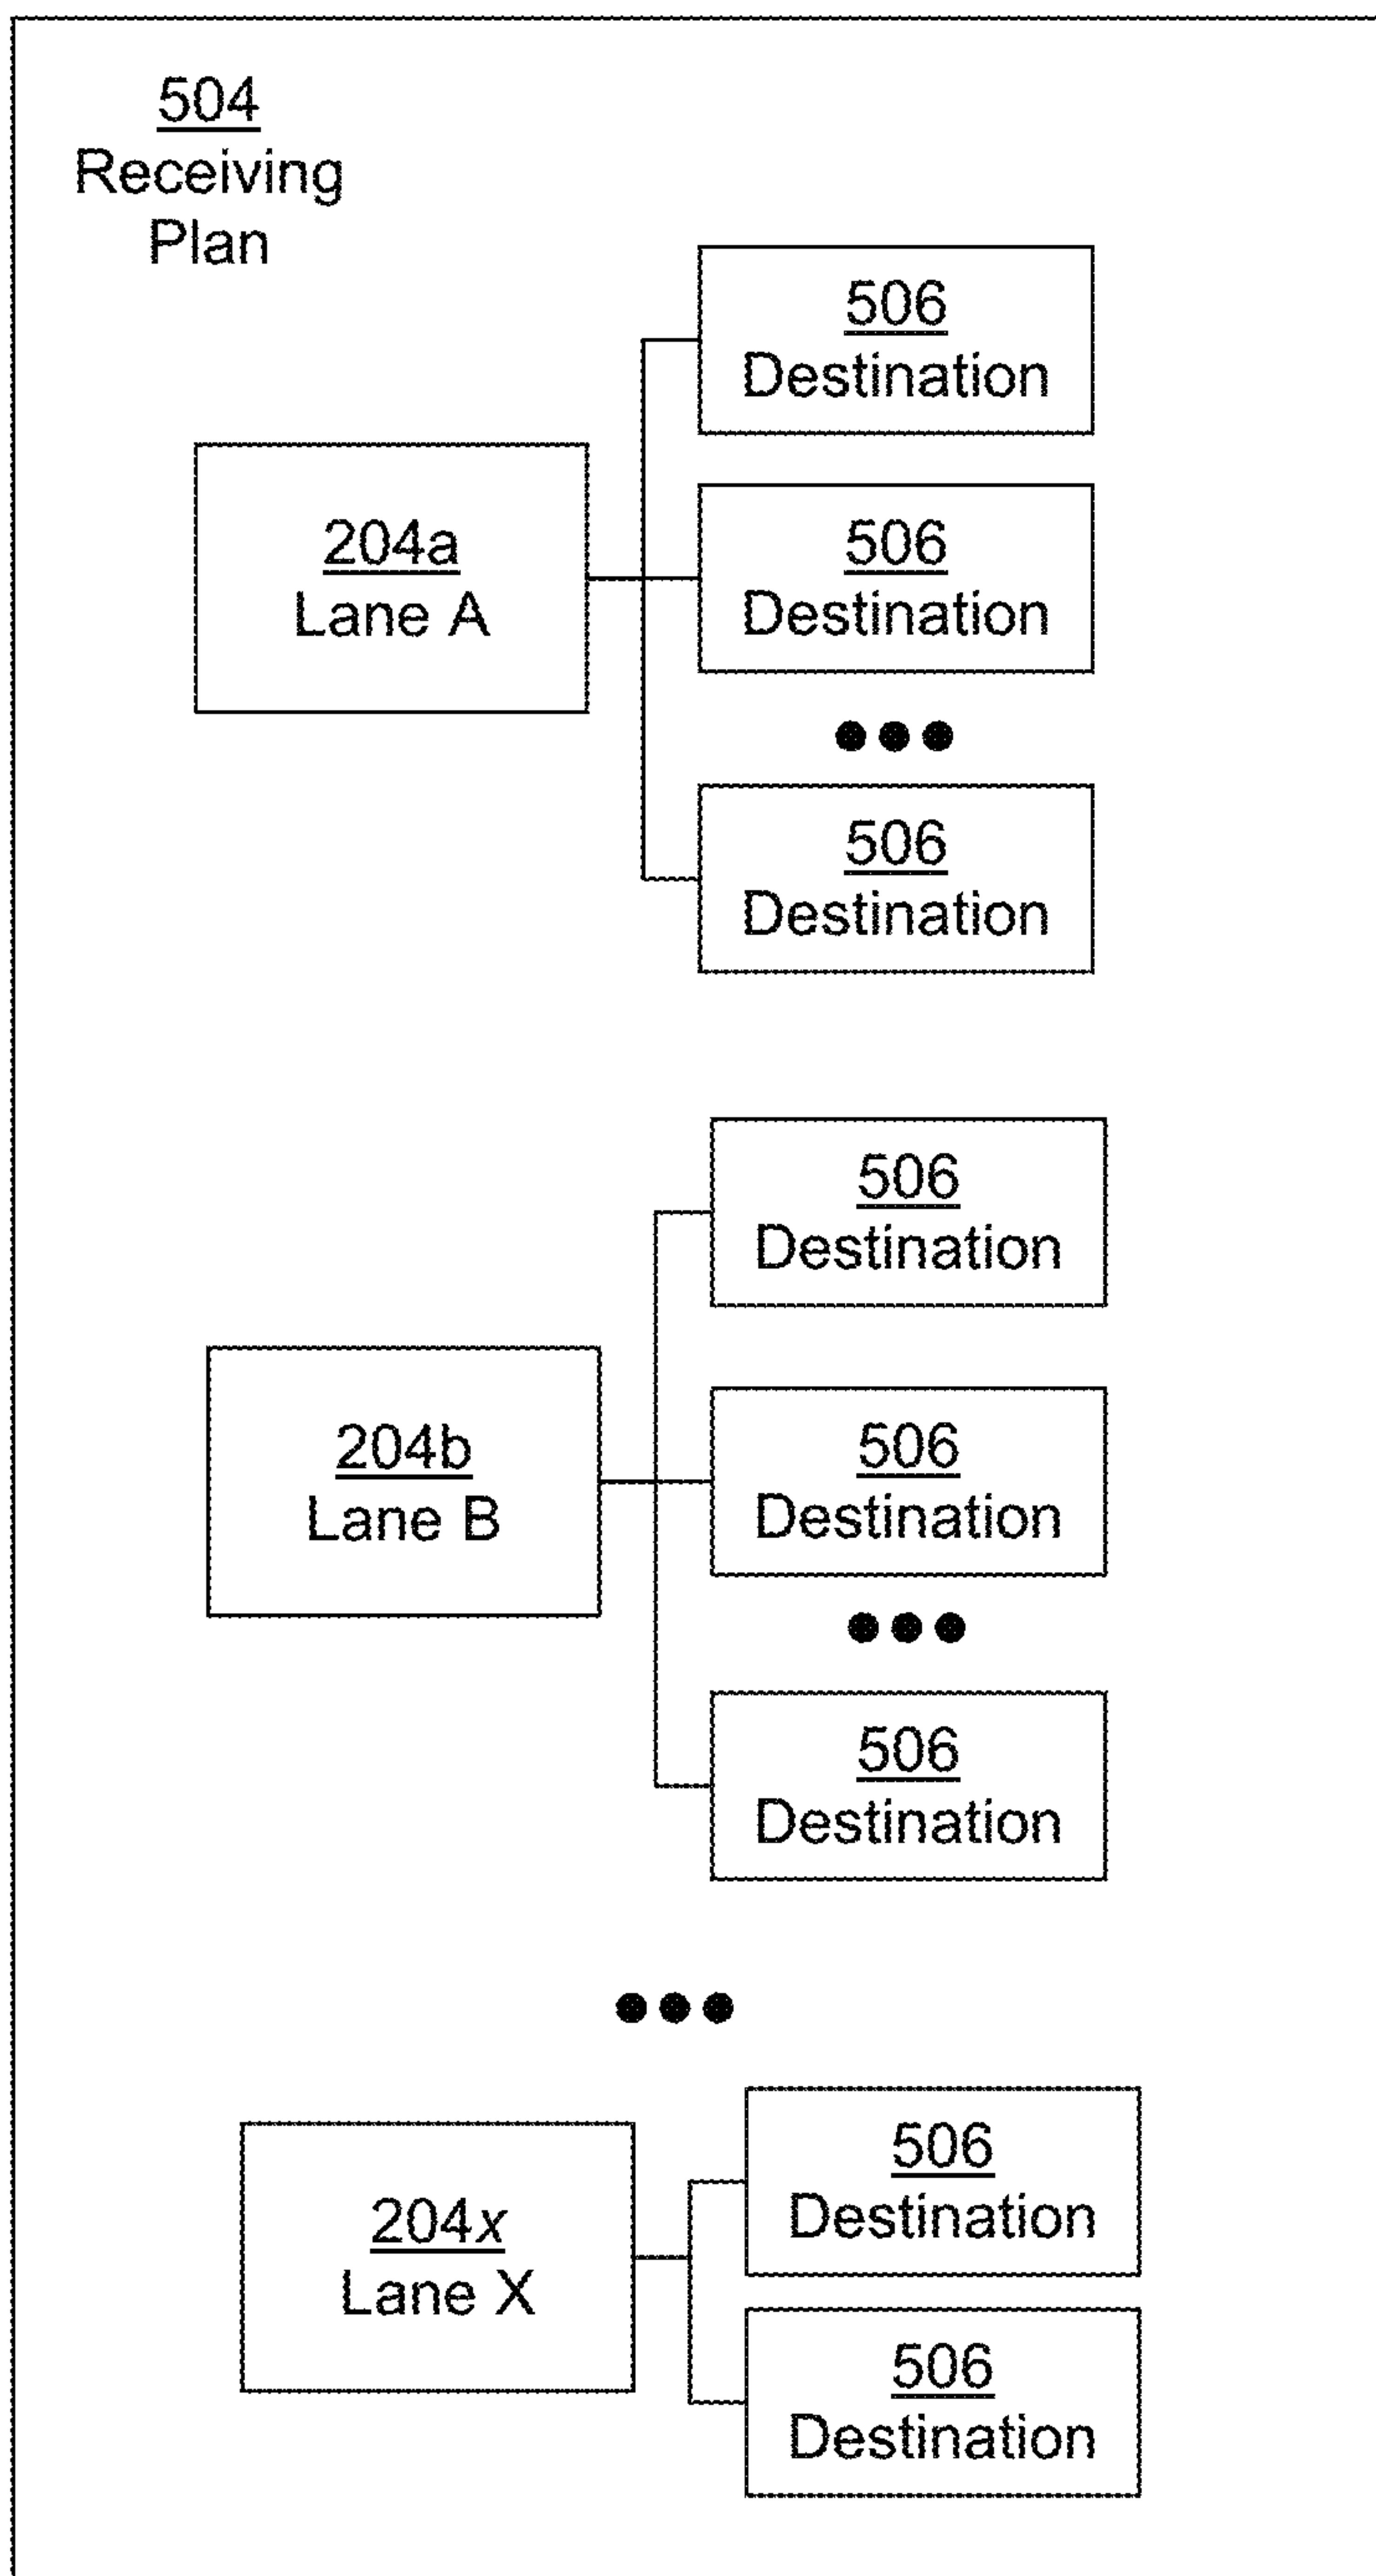 504
Receiving
Plan
506
Destination
204a
Lane A
506
Destination
506
Destination
506
Destination
204b
Lane B
506
Destination
506
Destination
204x
Lane X
506
Destination
506
Destination